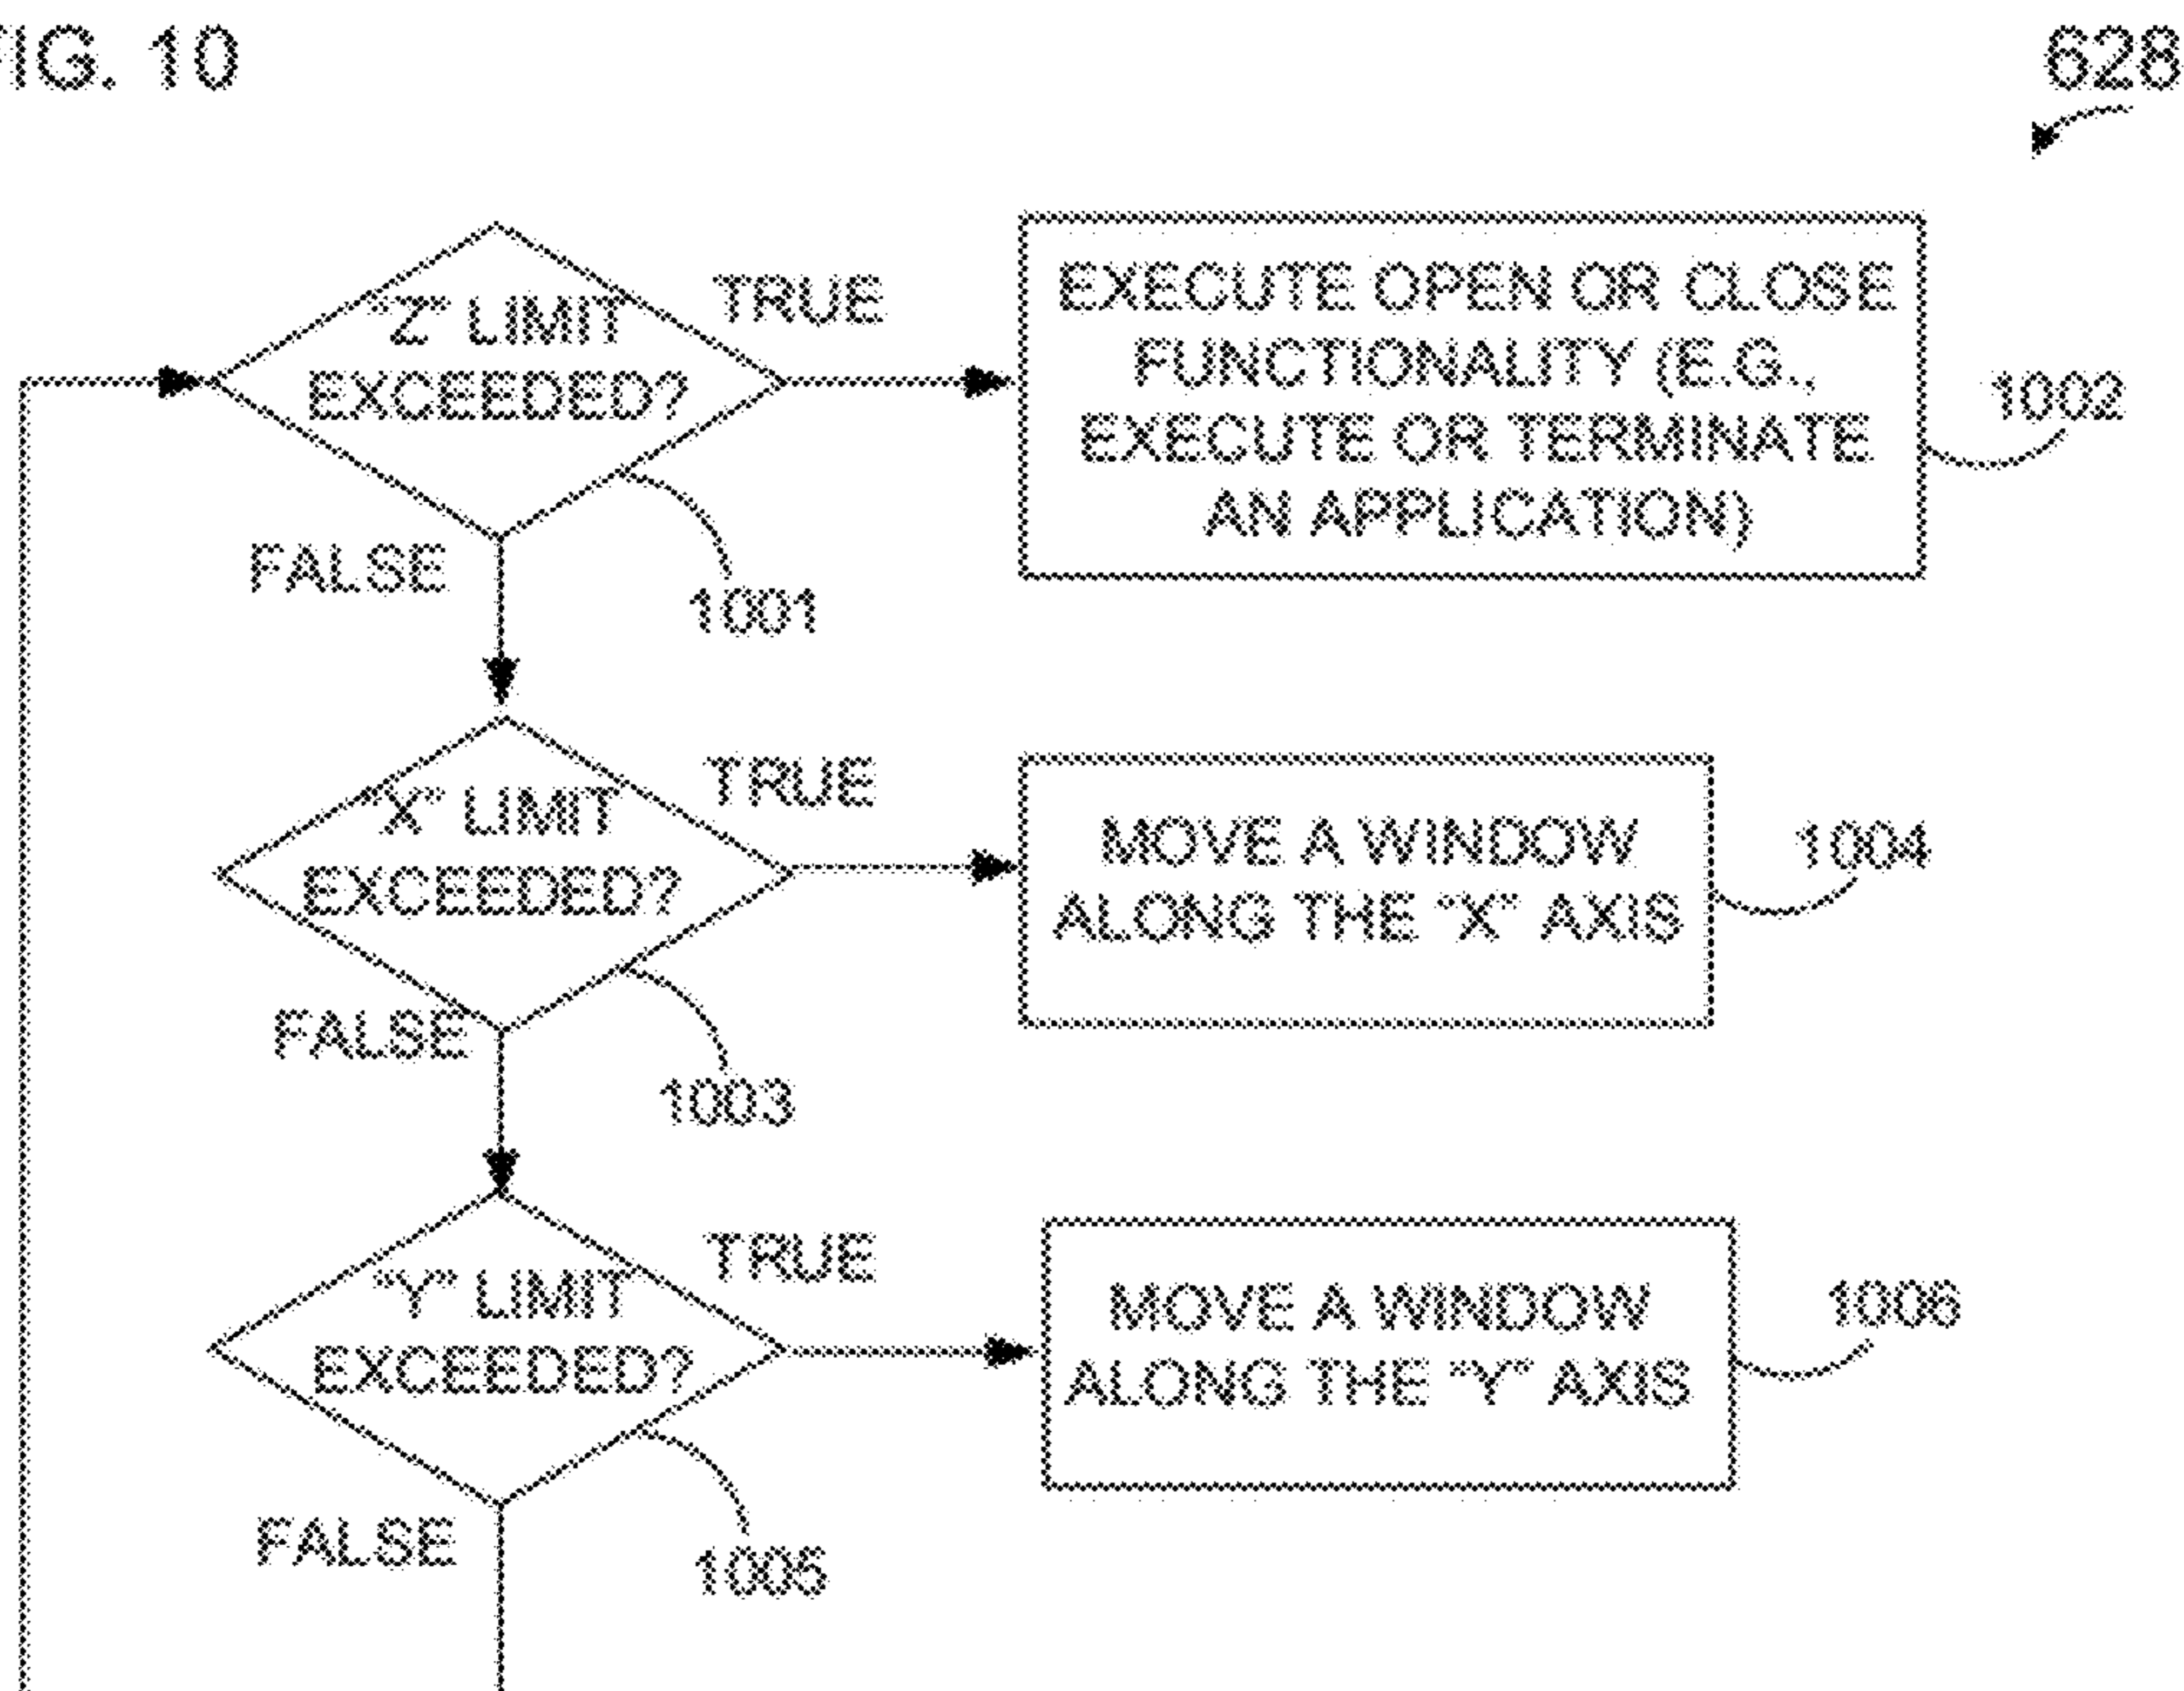 FIG. 10
628
"Z" LIMIT
EXCEEDED?
TRUE
EXECUTE OPEN OR CLOSE
FUNCTIONALITY (E.G.,
EXECUTE OR TERMINATE
AN APPLICATION)
1002
FALSE
1001
"X" LIMIT
EXCEEDED?
TRUE
MOVE A WINDOW
ALONG THE "X" AXIS
1004
FALSE
1003
"Y" LIMIT
EXCEEDED?
TRUE
MOVE A WINDOW
ALONG THE "Y" AXIS
1006
FALSE
1005